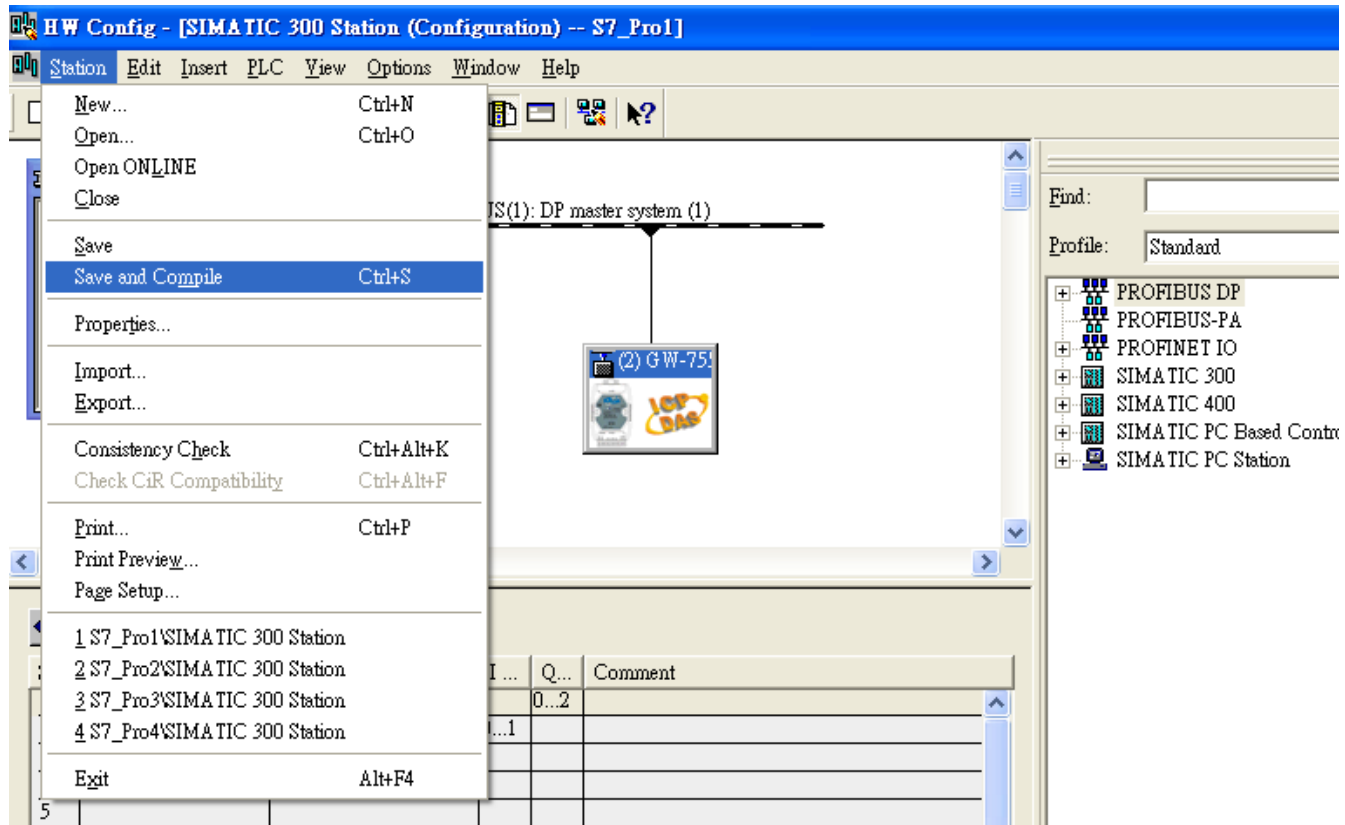 HW Config - [SIMATIC 300 Station (Configuration) -- S7_Pro1]
Station Edit Insert PLC View Options Window Help
New... Ctrl+N
Open... Ctrl+O
Open ONLINE
Close
Save
Save and Compile Ctrl+S
Properties...
Import...
Export...
Consistency Check Ctrl+Alt+K
Check CiR Compatibility Ctrl+Alt+F
Print... Ctrl+P
Print Preview...
Page Setup...
1 S7_Pro1\SIMATIC 300 Station
2 S7_Pro2\SIMATIC 300 Station
3 S7_Pro3\SIMATIC 300 Station
4 S7_Pro4\SIMATIC 300 Station
Exit Alt+F4
5
US(1): DP master system (1)
(2) GW-755
ICP DAS
I ... Q... Comment
0...2
...1
Find:
Profile: Standard
PROFIBUS DP
PROFIBUS-PA
PROFINET IO
SIMATIC 300
SIMATIC 400
SIMATIC PC Based Contro
SIMATIC PC Station